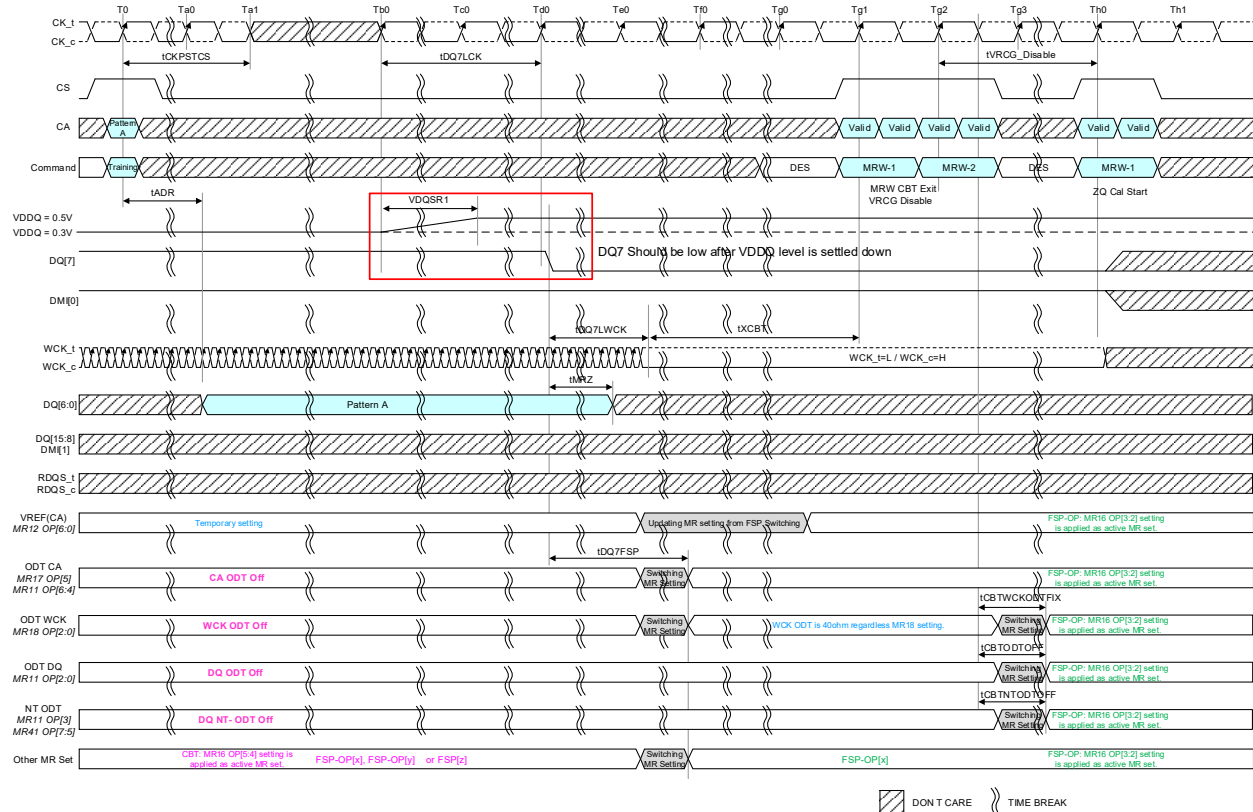 T0 Ta0 Ta1 Tb0 Tc0 Td0 Te0 Tf0 Tg0 Tg1 Tg2 Tg3 Th0 Th1
CK_t
CK_c
tCKPSTCS tDQ7LCK tVRCG_Disable
CS
CA Pattern A Valid Valid Valid Valid Valid Valid
Command Training DES MRW-1 MRW-2 DES MRW-1
tADR VDQSR1 MRW CBT Exit ZQ Cal Start
VRCG Disable
VDDQ = 0.5V
VDDQ = 0.3V
DQ7 Should be low after VDDQ level is settled down
DQ[7]
DMI[0]
tDQ7LWCK tXCBT
WCK_t
WCK_c
WCK_t=L / WCK_c=H
tMRZ
DQ[6:0] Pattern A
DQ[15:8]
DMI[1]
RDQS_t
RDQS_c
VREF(CA)
MR12 OP[6:0]
Temporary setting
Updating MR setting from FSP Switching
FSP-OP: MR16 OP[3:2] setting
is applied as active MR set.
tDQ7FSP
ODT CA
MR17 OP[5]
MR11 OP[6:4]
CA ODT Off
Switching
MR Setting
FSP-OP: MR16 OP[3:2] setting
is applied as active MR set.
tCBTWCKODTFIX
ODT WCK
MR18 OP[2:0]
WCK ODT Off
Switching
MR Setting
WCK ODT is 40ohm regardless MR18 setting.
Switching
MR Setting
FSP-OP: MR16 OP[3:2] setting
is applied as active MR set.
tCBTODTOFF
ODT DQ
MR11 OP[2:0]
DQ ODT Off
Switching
MR Setting
FSP-OP: MR16 OP[3:2] setting
is applied as active MR set.
tCBTNTODTOFF
NT ODT
MR11 OP[3]
MR41 OP[7:5]
DQ NT- ODT Off
Switching
MR Setting
FSP-OP: MR16 OP[3:2] setting
is applied as active MR set.
Other MR Set
CBT: MR16 OP[5:4] setting is
applied as active MR set.
FSP-OP[x], FSP-OP[y] or FSP[z]
Switching
MR Setting
FSP-OP[x]
FSP-OP: MR16 OP[3:2] setting
is applied as active MR set.
DON T CARE TIME BREAK